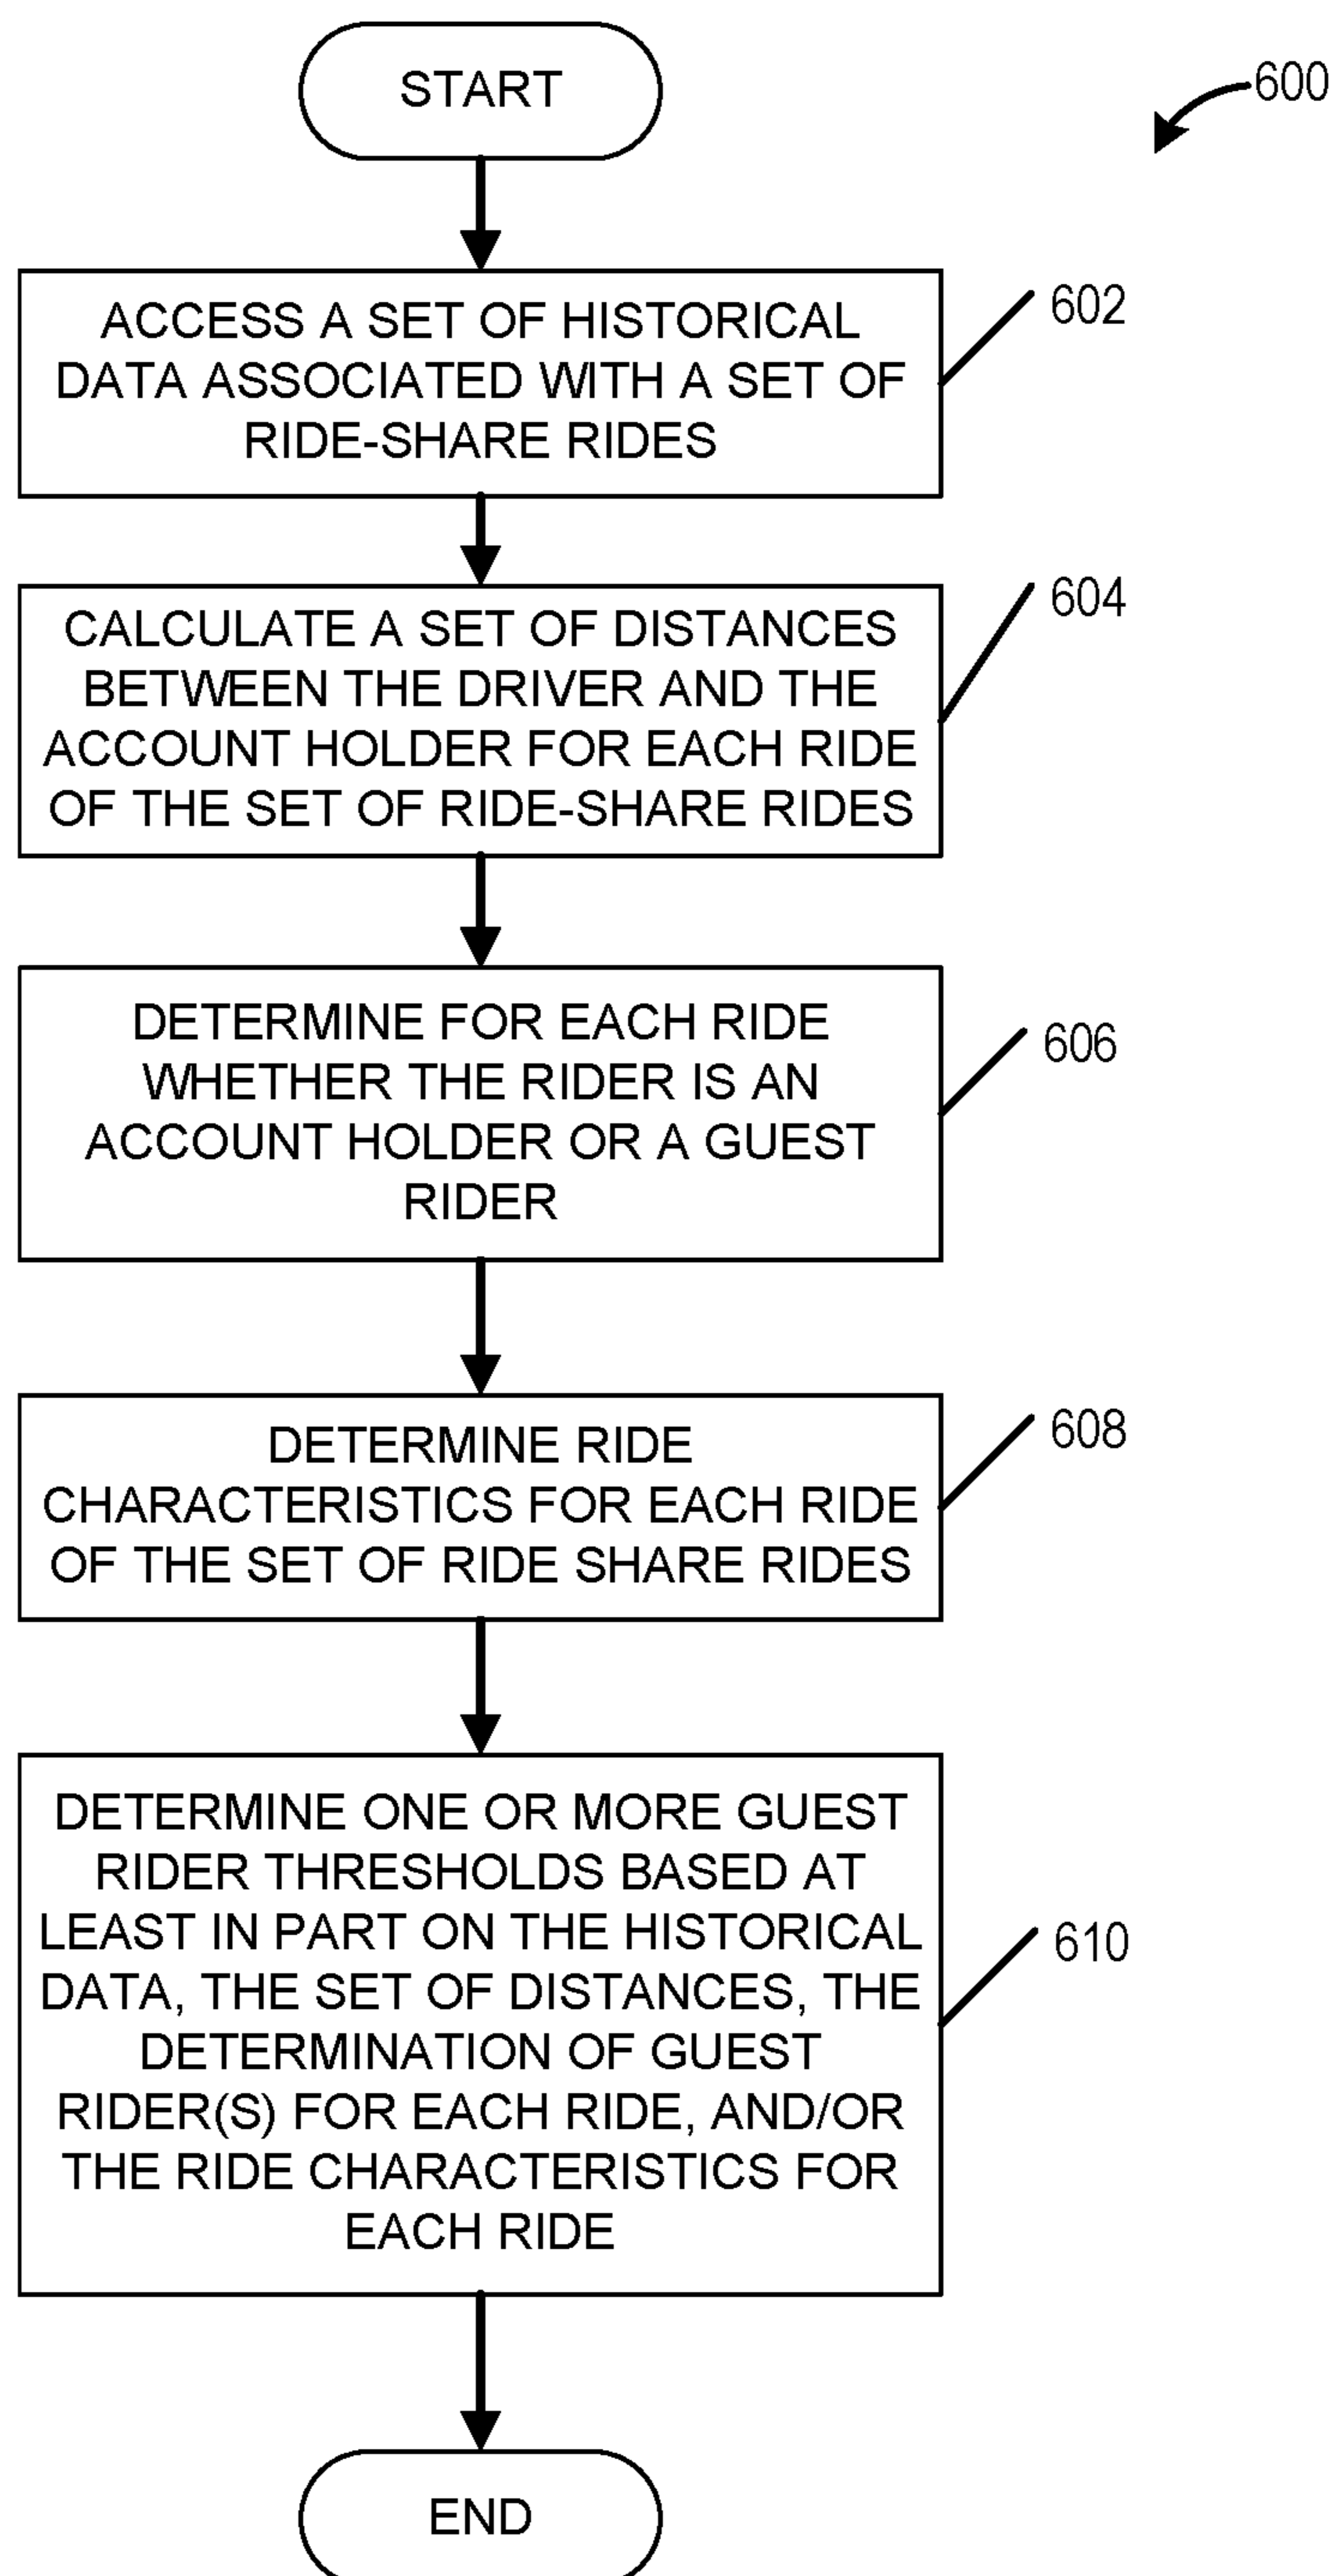 START
600
ACCESS A SET OF HISTORICAL
DATA ASSOCIATED WITH A SET OF
RIDE-SHARE RIDES
602
CALCULATE A SET OF DISTANCES
BETWEEN THE DRIVER AND THE
ACCOUNT HOLDER FOR EACH RIDE
OF THE SET OF RIDE-SHARE RIDES
604
DETERMINE FOR EACH RIDE
WHETHER THE RIDER IS AN
ACCOUNT HOLDER OR A GUEST
RIDER
606
DETERMINE RIDE
CHARACTERISTICS FOR EACH RIDE
OF THE SET OF RIDE SHARE RIDES
608
DETERMINE ONE OR MORE GUEST
RIDER THRESHOLDS BASED AT
LEAST IN PART ON THE HISTORICAL
DATA, THE SET OF DISTANCES, THE
DETERMINATION OF GUEST
RIDER(S) FOR EACH RIDE, AND/OR
THE RIDE CHARACTERISTICS FOR
EACH RIDE
610
END